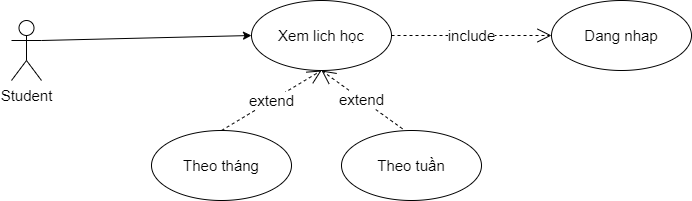 Xem lich học
include
Dang nhap
Student
extend
extend
Theo tháng
Theo tuần